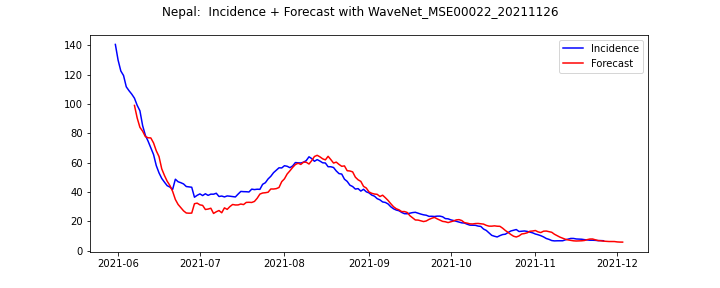 Nepal:  Incidence + Forecast with WaveNet_MSE00022_20211126
Incidence
Forecast
140
120
100
80
60
40
20
0
2021-06 2021-07 2021-08 2021-09 2021-10 2021-11 2021-12